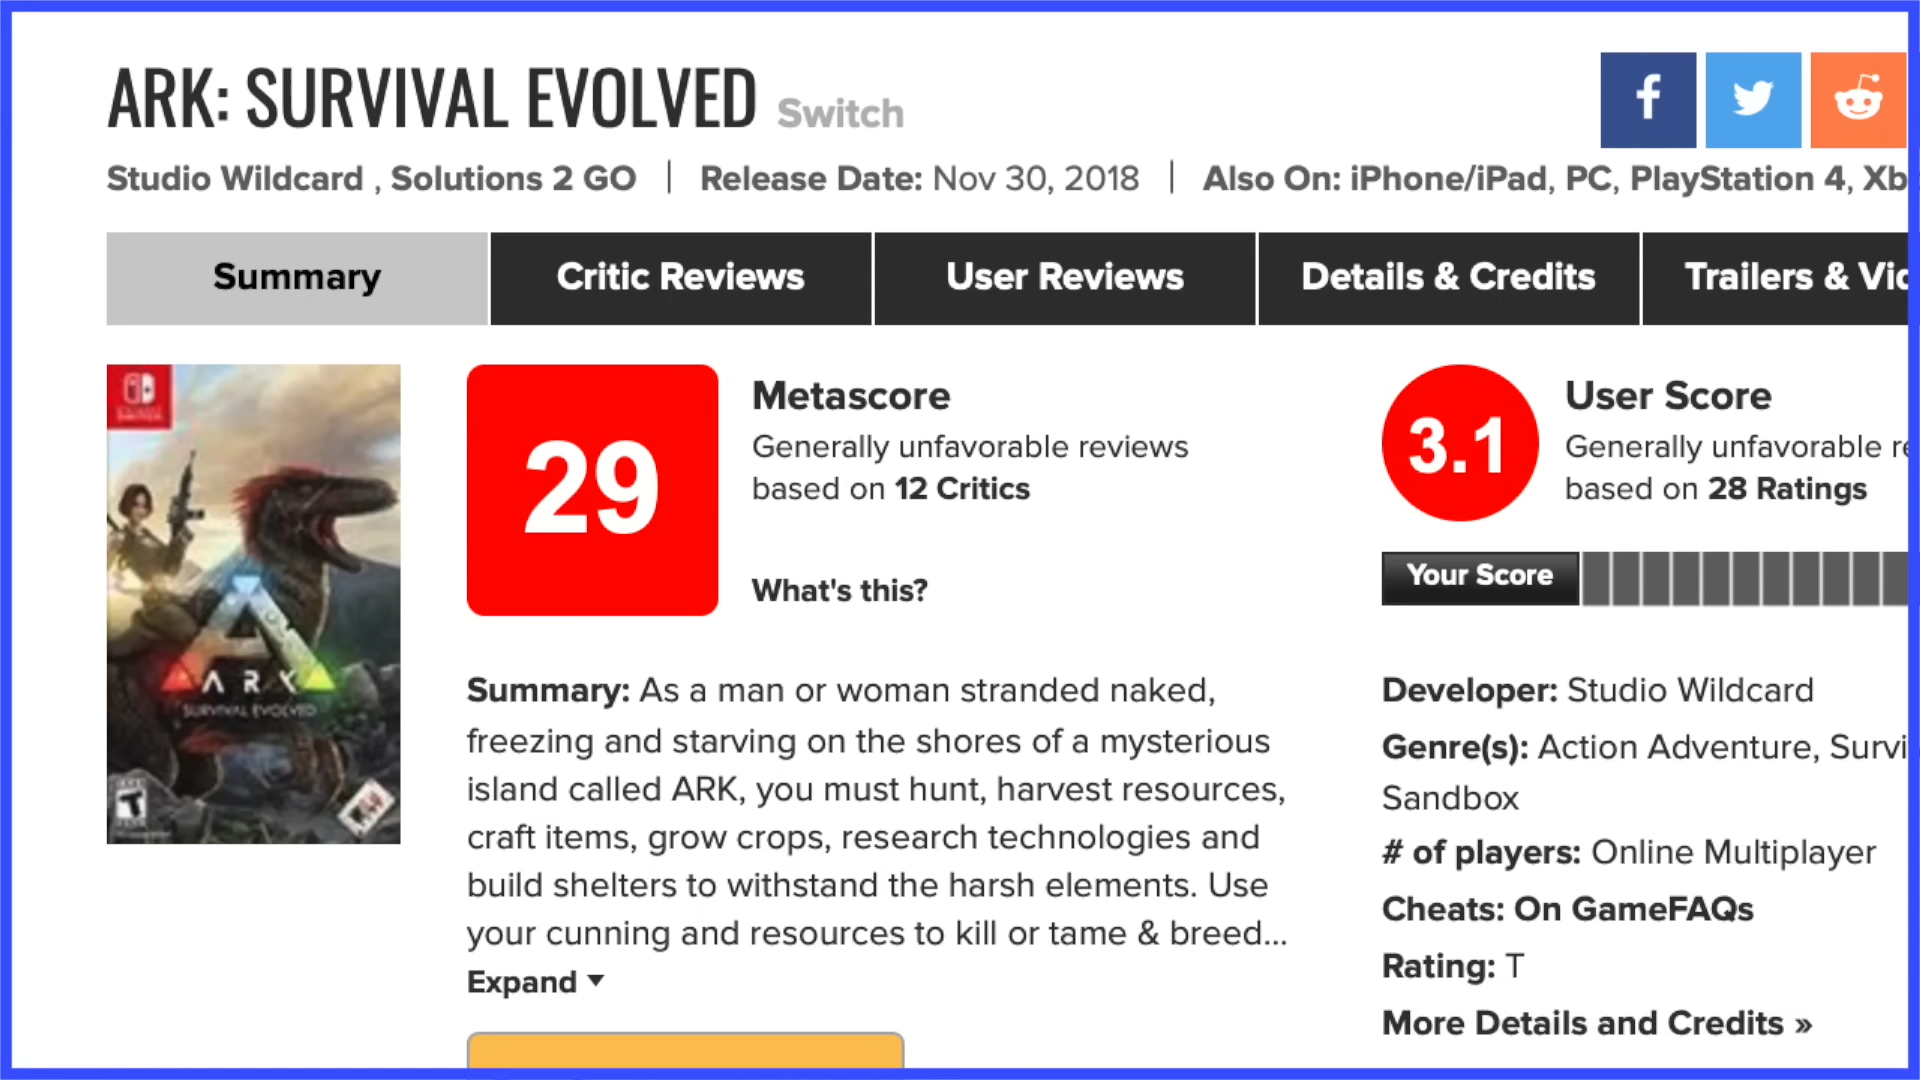 ARK: SURVIVAL EVOLVED Switch
Studio Wildcard , Solutions 2 GO | Release Date: Nov 30, 2018 | Also On: iPhone/iPad, PC, PlayStation 4, Xb
Summary
Critic Reviews
User Reviews
Details & Credits
Trailers & Vid
29
Metascore
Generally unfavorable reviews
based on 12 Critics
What's this?
3.1
User Score
Generally unfavorable re
based on 28 Ratings
Your Score
ARK
SURVIVAL EVOLVED
T
Summary: As a man or woman stranded naked,
freezing and starving on the shores of a mysterious
island called ARK, you must hunt, harvest resources,
craft items, grow crops, research technologies and
build shelters to withstand the harsh elements. Use
your cunning and resources to kill or tame & breed...
Expand
Developer: Studio Wildcard
Genre(s): Action Adventure, Survi
Sandbox
# of players: Online Multiplayer
Cheats: On GameFAQs
Rating: T
More Details and Credits »